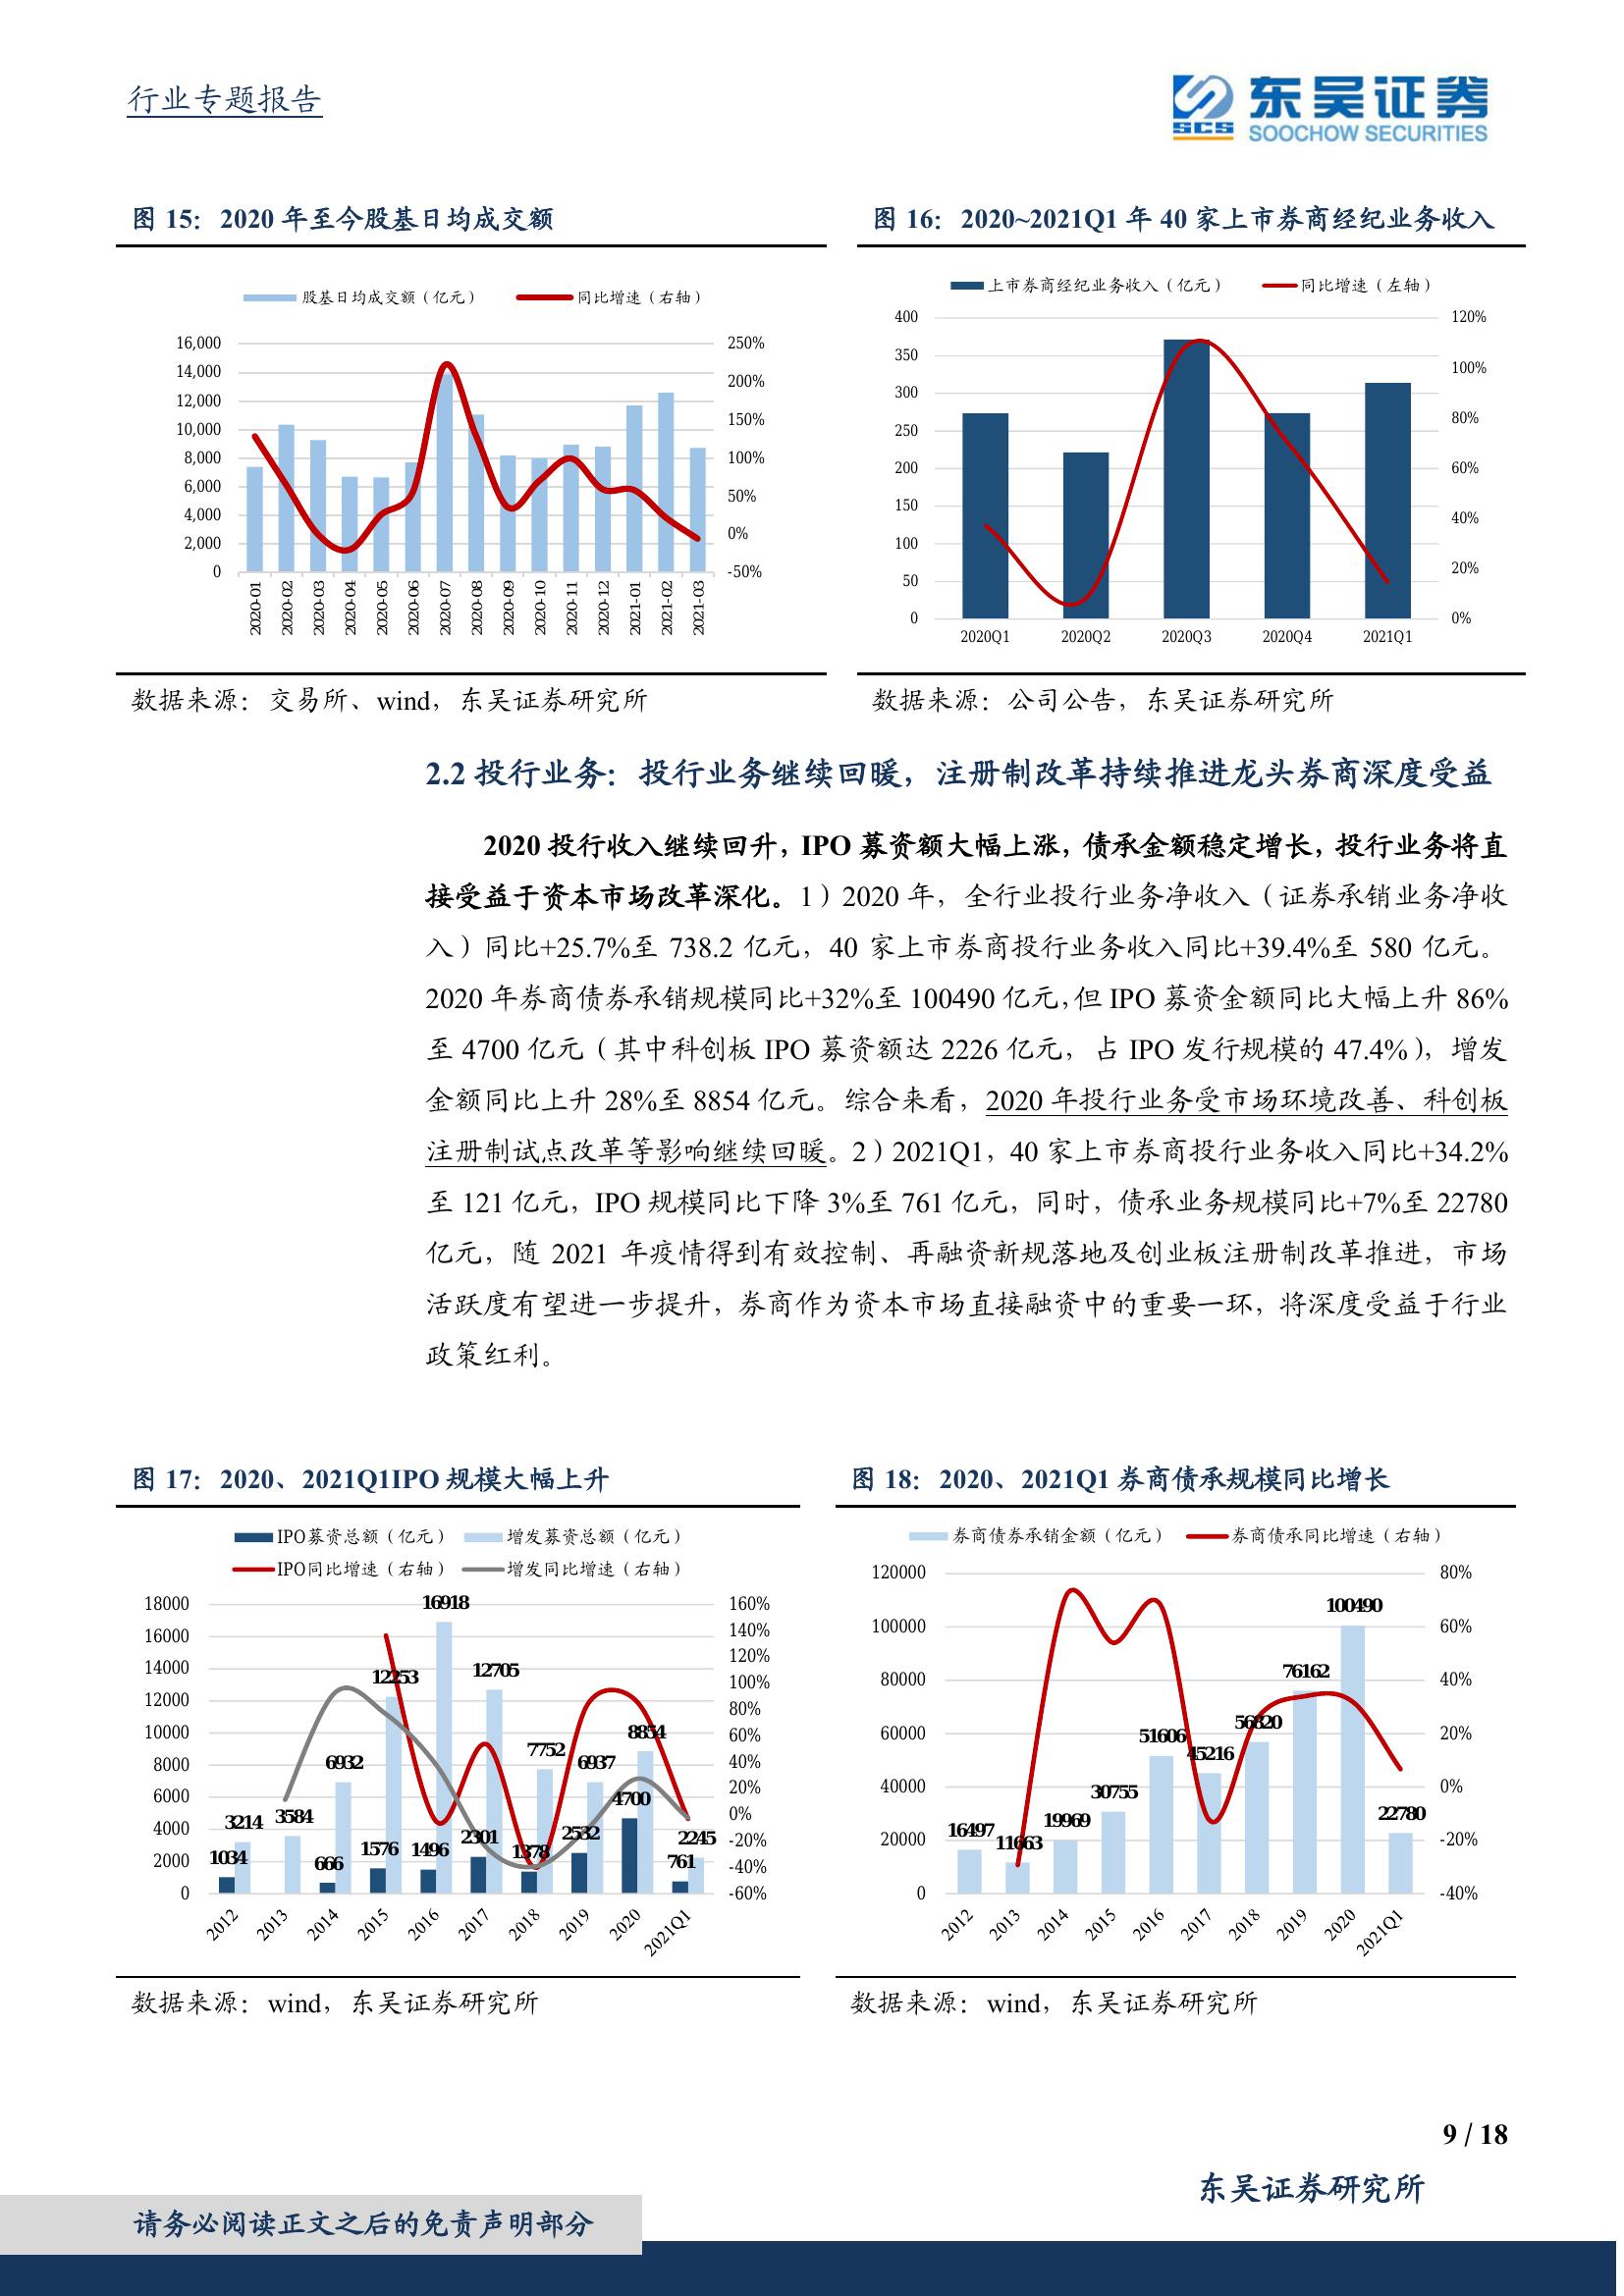 行业专题报告
东吴证券
SCS
SOOCHOW SECURITIES
图 15：2020 年至今股基日均成交额
股基日均成交额（亿元）
同比增速（右轴）
16,000
14,000
12,000
10,000
8,000
6,000
4,000
2,000
0
250%
200%
150%
100%
50%
0%
-50%
2020-01
2020-02
2020-03
2020-04
2020-05
2020-06
2020-07
2020-08
2020-09
2020-10
2020-11
2020-12
2021-01
2021-02
2021-03
数据来源：交易所、wind，东吴证券研究所
图 16：2020~2021Q1 年 40 家上市券商经纪业务收入
上市券商经纪业务收入（亿元）
同比增速（左轴）
400
350
300
250
200
150
100
50
0
120%
100%
80%
60%
40%
20%
0%
2020Q1
2020Q2
2020Q3
2020Q4
2021Q1
数据来源：公司公告，东吴证券研究所
2.2 投行业务：投行业务继续回暖，注册制改革持续推进龙头券商深度受益
2020 投行收入继续回升，IPO 募资额大幅上涨，债承金额稳定增长，投行业务将直
接受益于资本市场改革深化。1）2020 年，全行业投行业务净收入（证券承销业务净收
入）同比+25.7%至 738.2 亿元，40 家上市券商投行业务收入同比+39.4%至 580 亿元。
2020 年券商债券承销规模同比+32%至 100490 亿元，但 IPO 募资金额同比大幅上升 86%
至 4700 亿元（其中科创板 IPO 募资额达 2226 亿元，占 IPO 发行规模的 47.4%），增发
金额同比上升 28%至 8854 亿元。综合来看，2020 年投行业务受市场环境改善、科创板
注册制试点改革等影响继续回暖。2）2021Q1，40 家上市券商投行业务收入同比+34.2%
至 121 亿元，IPO 规模同比下降 3%至 761 亿元，同时，债承业务规模同比+7%至 22780
亿元，随 2021 年疫情得到有效控制、再融资新规落地及创业板注册制改革推进，市场
活跃度有望进一步提升，券商作为资本市场直接融资中的重要一环，将深度受益于行业
政策红利。
图 17：2020、2021Q1IPO 规模大幅上升
IPO募资总额（亿元）
增发募资总额（亿元）
IPO同比增速（右轴）
增发同比增速（右轴）
18000
16000
14000
12000
10000
8000
6000
4000
2000
0
160%
140%
120%
100%
80%
60%
40%
20%
0%
-20%
-40%
-60%
1034
3214
3584
666
6932
1576
12253
1496
16918
2301
12705
1378
7752
2532
6937
4700
8854
761
2245
2012
2013
2014
2015
2016
2017
2018
2019
2020
2021Q1
数据来源：wind，东吴证券研究所
图 18：2020、2021Q1 券商债承规模同比增长
券商债券承销金额（亿元）
券商债承同比增速（右轴）
120000
100000
80000
60000
40000
20000
0
80%
60%
40%
20%
0%
-20%
-40%
16497
11663
19969
30755
51606
45216
56820
76162
100490
22780
2012
2013
2014
2015
2016
2017
2018
2019
2020
2021Q1
数据来源：wind，东吴证券研究所
9 / 18
东吴证券研究所
请务必阅读正文之后的免责声明部分